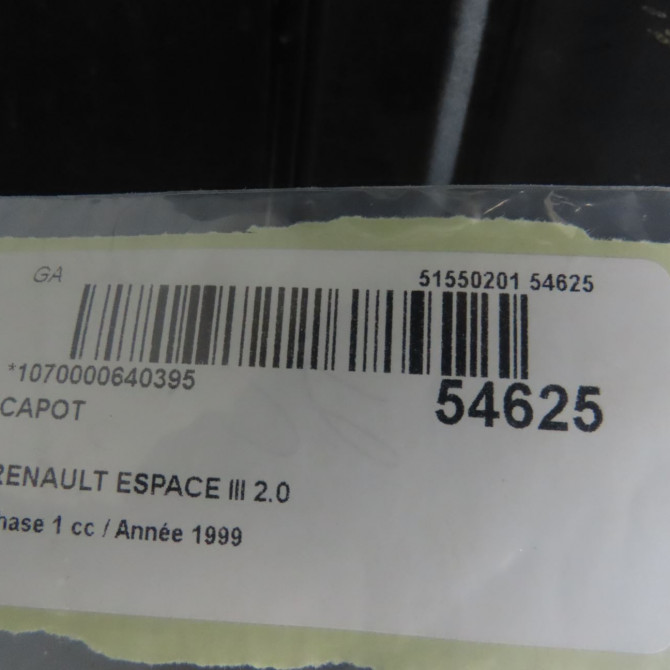 GA
51550201 54625
*1070000640395
54625
CAPOT
RENAULT ESPACE III 2.0
hase 1 cc / Année 1999